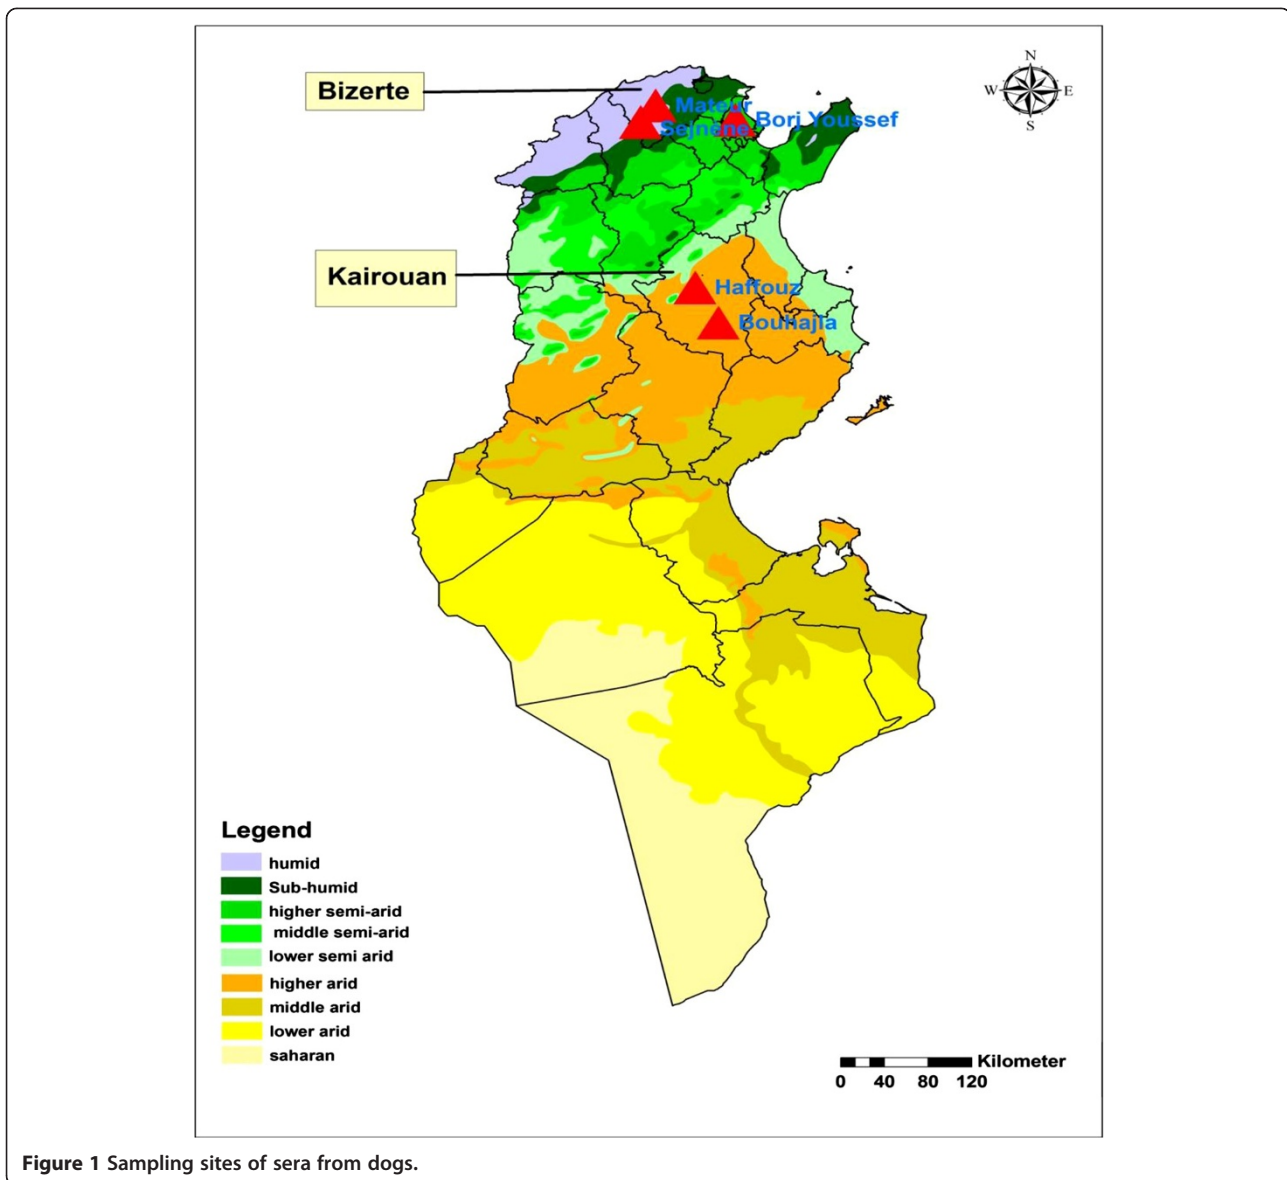 N
W E
S
Bizerte
Mateur
Sejnène
Borj Youssef
Kairouan
Haffouz
Bouhajla
Legend
humid
Sub-humid
higher semi-arid
middle semi-arid
lower semi arid
higher arid
middle arid
lower arid
saharan
Kilometer
0 40 80 120
Figure 1 Sampling sites of sera from dogs.